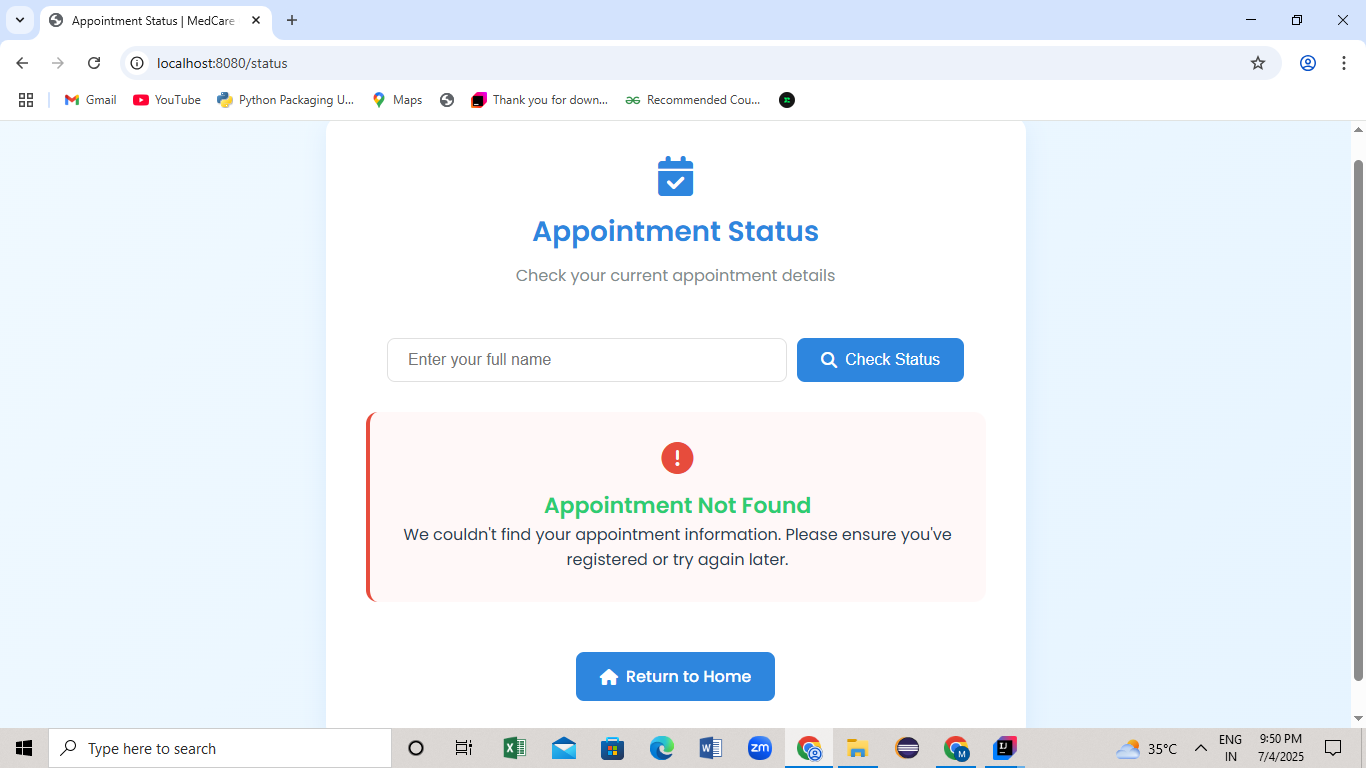 Appointment Status | MedCare
localhost:8080/status
Gmail
YouTube
Python Packaging U...
Maps
Thank you for down...
Recommended Cou...
Appointment Status
Check your current appointment details
Enter your full name
Check Status
Appointment Not Found
We couldn't find your appointment information. Please ensure you've
registered or try again later.
Return to Home
Type here to search
zm
M
IJ
35°C
ENG
IN
9:50 PM
7/4/2025